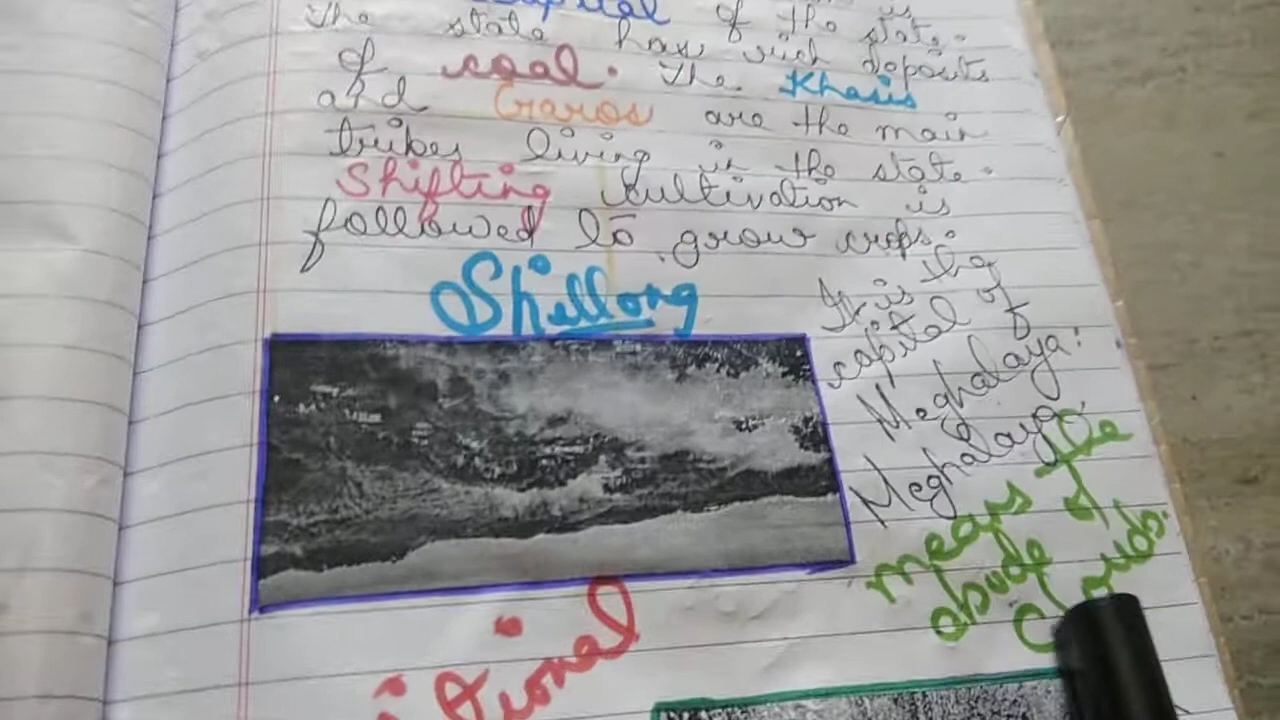 capital of the
The state has rich deposits
of coal. The Khasis
and Garos are the main
tribes living in the state.
Shifting Cultivation is
followed to grow crops.
Shillong
It is the
capital of
Meghalaya.
Meghalaya
means the
abode of
Clouds.
itional